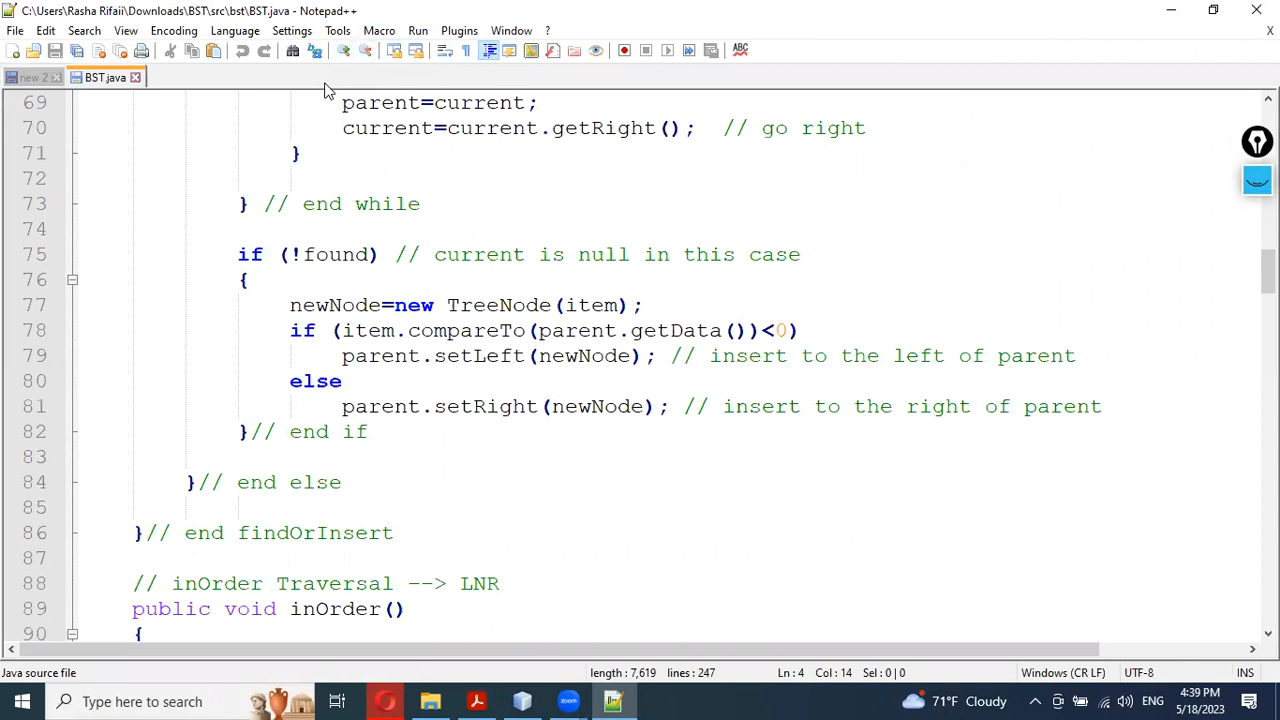 C:\Users\Rasha Rifaii\Downloads\BST\src\bst\BST.java - Notepad++
File Edit Search View Encoding Language Settings Tools Macro Run Plugins Window ? X
new 2 BST.java
69 parent=current;
70 current=current.getRight(); // go right
71 }
72
73 } // end while
74
75 if (!found) // current is null in this case
76 {
77 newNode=new TreeNode(item);
78 if (item.compareTo(parent.getData())<0)
79 parent.setLeft(newNode); // insert to the left of parent
80 else
81 parent.setRight(newNode); // insert to the right of parent
82 }// end if
83
84 }// end else
85
86 }// end findOrInsert
87
88 // inOrder Traversal --> LNR
89 public void inOrder()
90 {
Java source file length : 7,619 lines : 247 Ln : 4 Col : 14 Sel : 0 | 0 Windows (CR LF) UTF-8 INS
Type here to search zoom 71°F Cloudy ENG 4:39 PM
5/18/2023